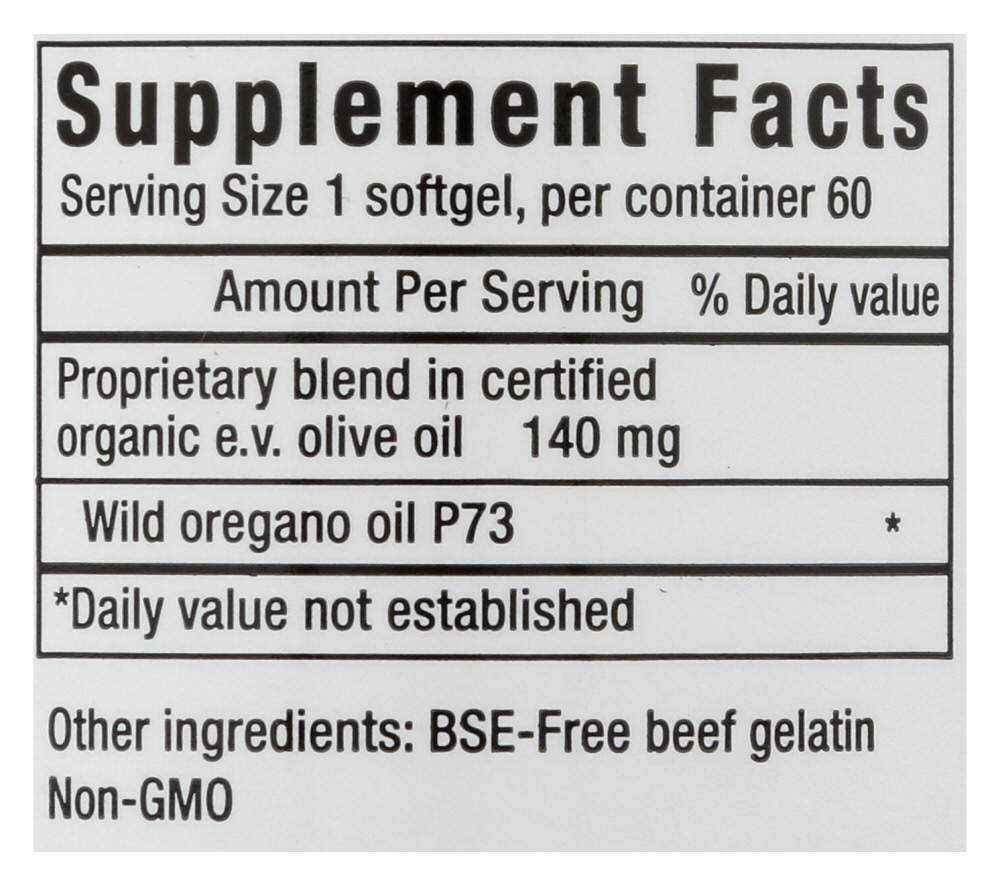 Supplement Facts
Serving Size 1 softgel, per container 60
Amount Per Serving % Daily value
Proprietary blend in certified
organic e.v. olive oil 140 mg
Wild oregano oil P73 *
*Daily value not established
Other ingredients: BSE-Free beef gelatin
Non-GMO